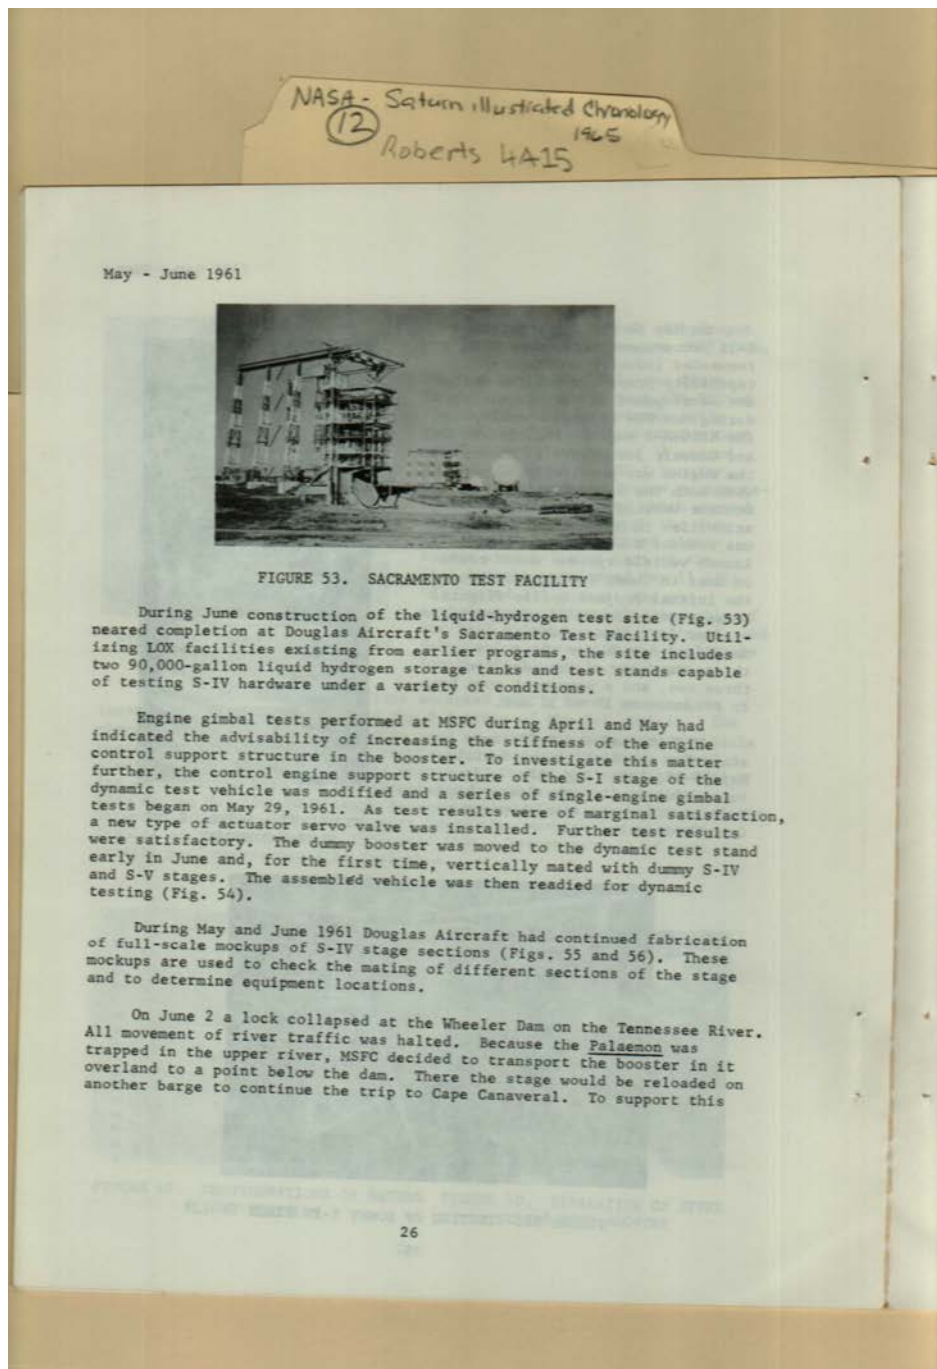 NASA - Saturn illustrated Chronology
12
1965
Roberts 4A15
May - June 1961
FIGURE 53. SACRAMENTO TEST FACILITY
During June construction of the liquid-hydrogen test site (Fig. 53)
neared completion at Douglas Aircraft's Sacramento Test Facility. Util-
izing LOX facilities existing from earlier programs, the site includes
two 90,000-gallon liquid hydrogen storage tanks and test stands capable
of testing S-IV hardware under a variety of conditions.
Engine gimbal tests performed at MSFC during April and May had
indicated the advisability of increasing the stiffness of the engine
control support structure in the booster. To investigate this matter
further, the control engine support structure of the S-I stage of the
dynamic test vehicle was modified and a series of single-engine gimbal
tests began on May 29, 1961. As test results were of marginal satisfaction,
a new type of actuator servo valve was installed. Further test results
were satisfactory. The dummy booster was moved to the dynamic test stand
early in June and, for the first time, vertically mated with dummy S-IV
and S-V stages. The assembled vehicle was then readied for dynamic
testing (Fig. 54).
During May and June 1961 Douglas Aircraft had continued fabrication
of full-scale mockups of S-IV stage sections (Figs. 55 and 56). These
mockups are used to check the mating of different sections of the stage
and to determine equipment locations.
On June 2 a lock collapsed at the Wheeler Dam on the Tennessee River.
All movement of river traffic was halted. Because the Palaemon was
trapped in the upper river, MSFC decided to transport the booster in it
overland to a point below the dam. There the stage would be reloaded on
another barge to continue the trip to Cape Canaveral. To support this
26